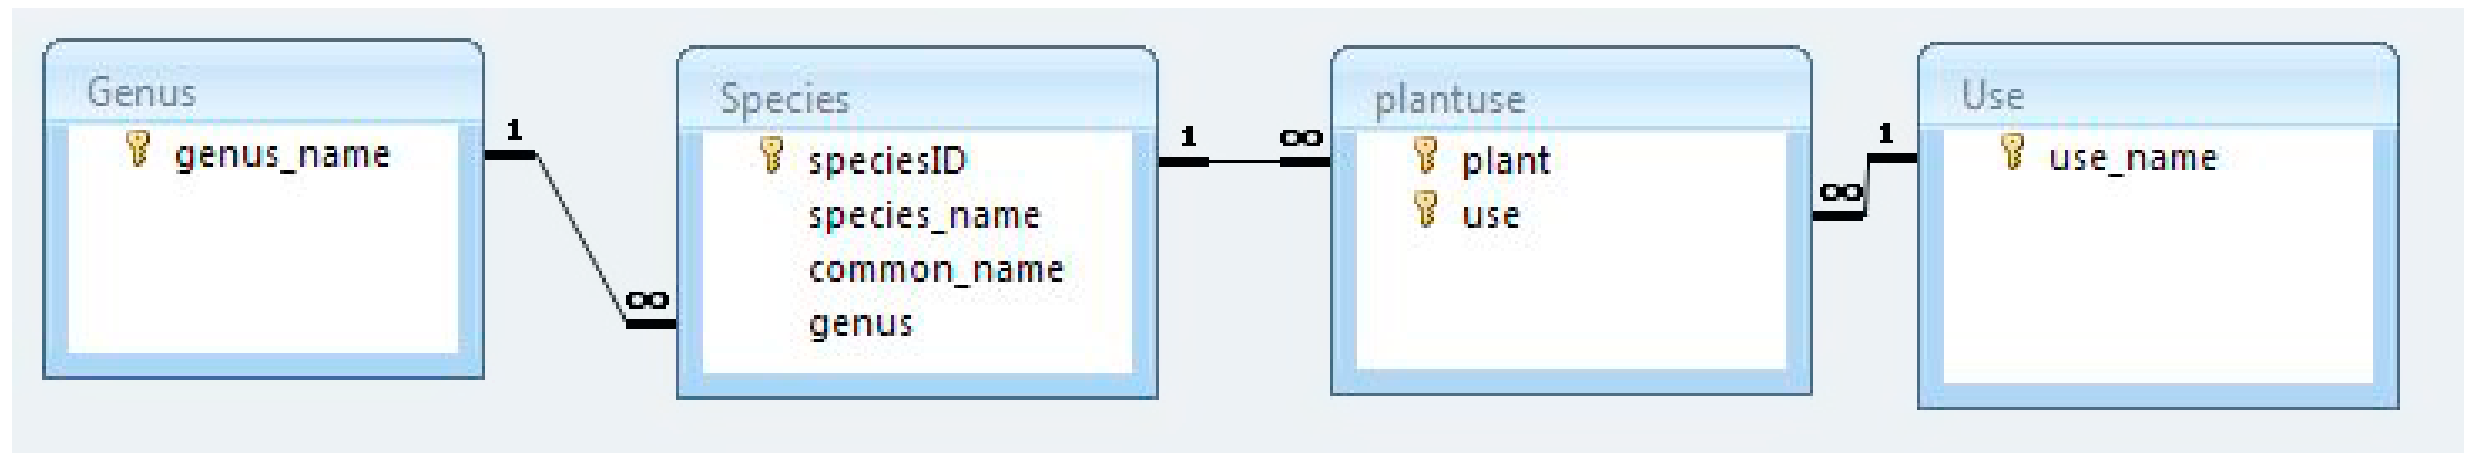 Genus
genus_name
1
∞
Species
speciesID
species_name
common_name
genus
1
∞
plantuse
plant
use
∞
1
Use
use_name